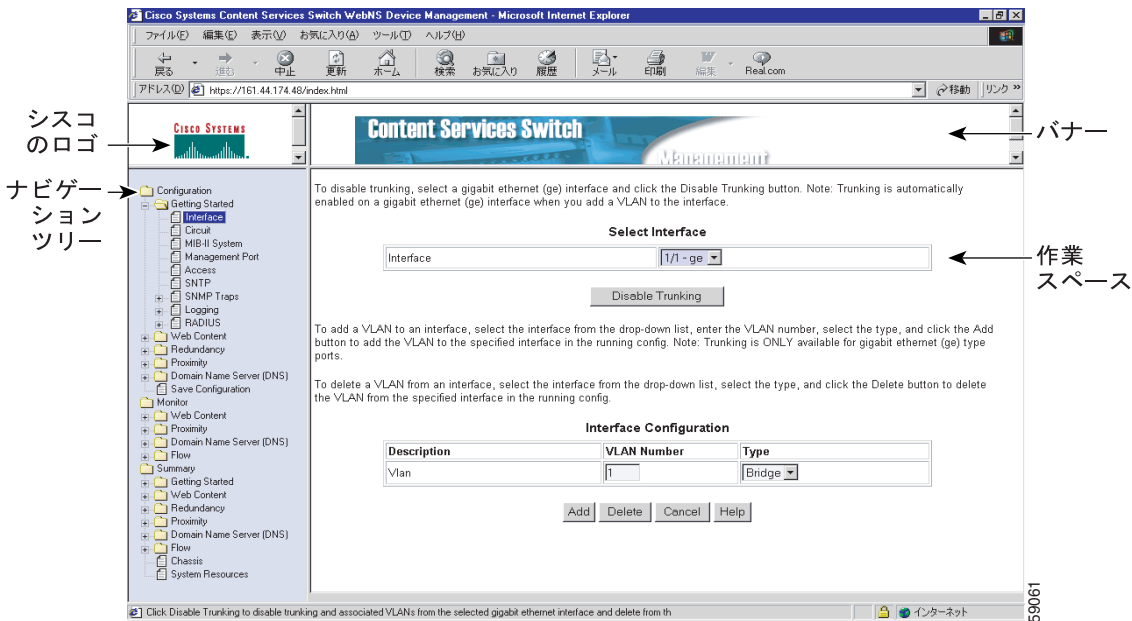 Cisco Systems Content Services Switch WebNS Device Management - Microsoft Internet Explorer
ファイル(F) 編集(E) 表示(V) お気に入り(A) ツール(T) ヘルプ(H)
戻る 進む 中止 更新 ホーム 検索 お気に入り 履歴 メール 印刷 編集 Real.com
アドレス(D) https://161.44.174.48/index.html 移動 リンク »
シスコ
のロゴ
CISCO SYSTEMS
Content Services Switch
Management
バナー
ナビゲー
ション
ツリー
Configuration
Getting Started
Interface
Circuit
MIB-II System
Management Port
Access
SNTP
SNMP Traps
Logging
RADIUS
Web Content
Redundancy
Proximity
Domain Name Server (DNS)
Save Configuration
Monitor
Web Content
Proximity
Domain Name Server (DNS)
Flow
Summary
Getting Started
Web Content
Redundancy
Proximity
Domain Name Server (DNS)
Flow
Chassis
System Resources
To disable trunking, select a gigabit ethernet (ge) interface and click the Disable Trunking button. Note: Trunking is automatically
enabled on a gigabit ethernet (ge) interface when you add a VLAN to the interface.
Select Interface
Interface 1/1 - ge
作業
スペース
Disable Trunking
To add a VLAN to an interface, select the interface from the drop-down list, enter the VLAN number, select the type, and click the Add
button to add the VLAN to the specified interface in the running config. Note: Trunking is ONLY available for gigabit ethernet (ge) type
ports.
To delete a VLAN from an interface, select the interface from the drop-down list, select the type, and click the Delete button to delete
the VLAN from the specified interface in the running config.
Interface Configuration
Description VLAN Number Type
Vlan 1 Bridge
Add Delete Cancel Help
Click Disable Trunking to disable trunking and associated VLANs from the selected gigabit ethernet interface and delete from th
インターネット
59061